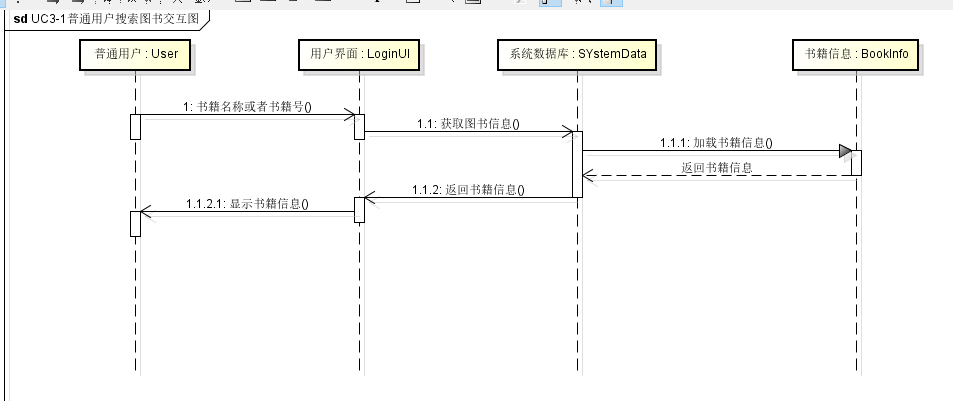 sd UC3-1普通用户搜索图书交互图
普通用户 : User
用户界面 : LoginUI
系统数据库 : SYstemData
书籍信息 : BookInfo
1: 书籍名称或者书籍号()
1.1: 获取图书信息()
1.1.1: 加载书籍信息()
返回书籍信息
1.1.2: 返回书籍信息()
1.1.2.1: 显示书籍信息()